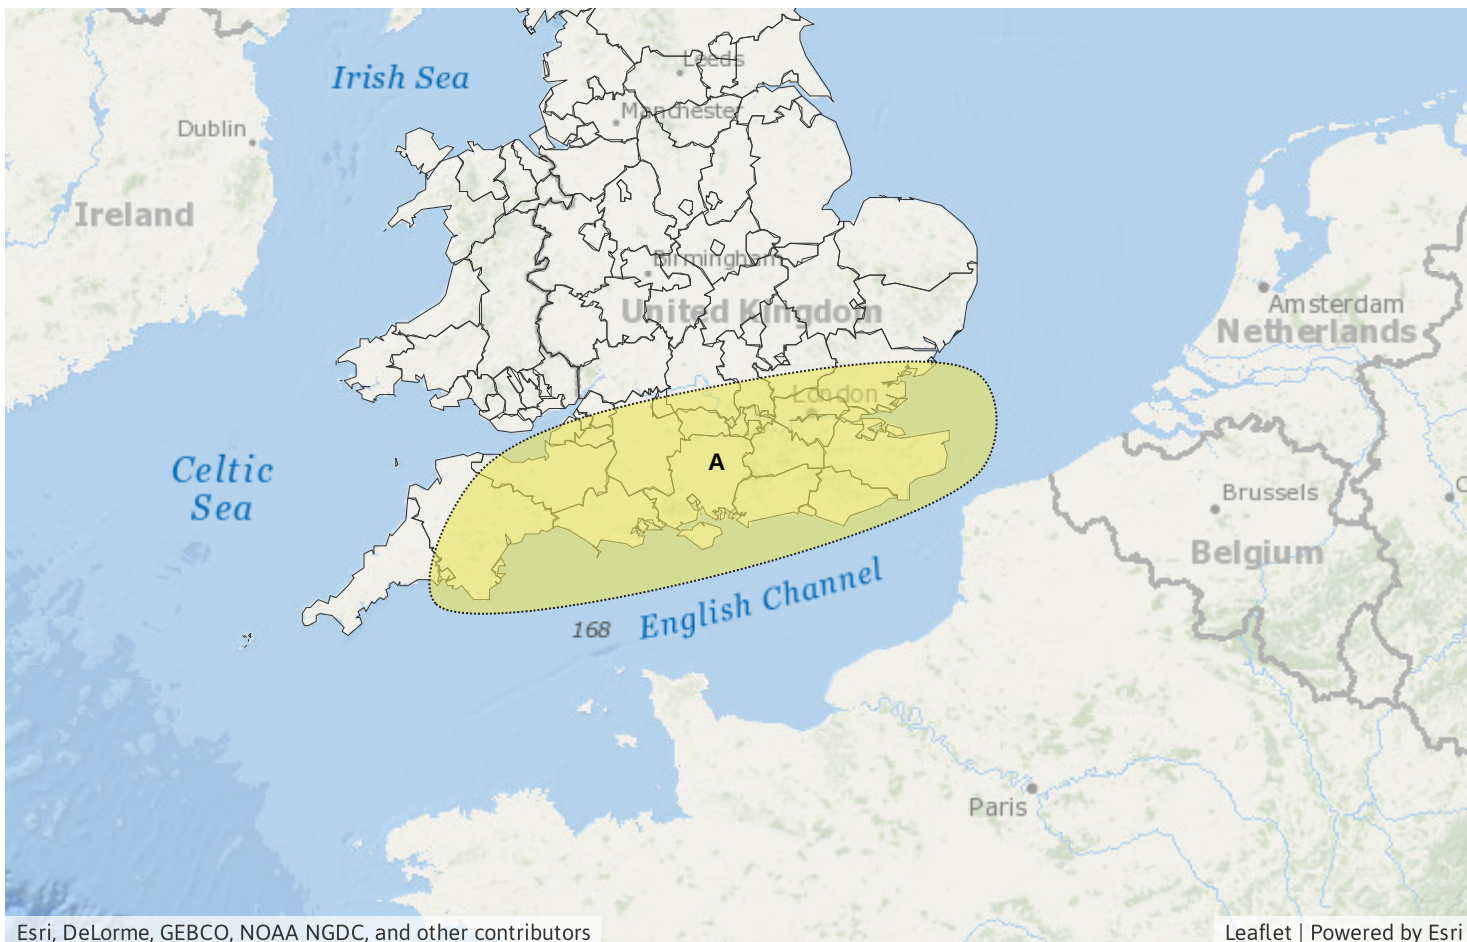 Leeds
Irish Sea
Manchester
Dublin
Ireland
Birmingham
United Kingdom
Amsterdam
Netherlands
London
A
Celtic
Sea
Brussels
Belgium
English Channel
168
Paris
Esri, DeLorme, GEBCO, NOAA NGDC, and other contributors
Leaflet | Powered by Esri